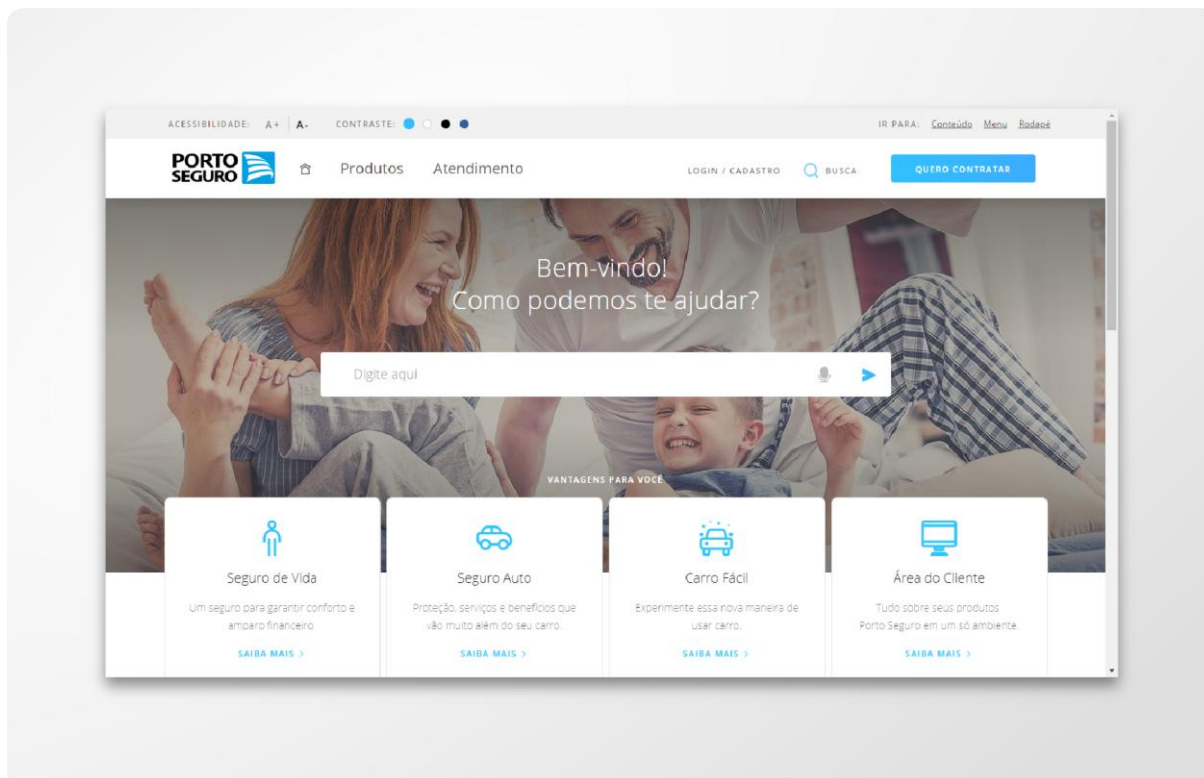 ACESSIBILIDADE: A+ A- CONTRASTE: IR PARA: Conteúdo Menu Rodapé
PORTO
SEGURO
Produtos Atendimento LOGIN / CADASTRO BUSCA QUERO CONTRATAR
Bem-vindo!
Como podemos te ajudar?
Digite aqui
VANTAGENS PARA VOCÊ
Seguro de Vida
Um seguro para garantir conforto e
amparo financeiro.
SAIBA MAIS >
Seguro Auto
Proteção, serviços e benefícios que
vão muito além do seu carro.
SAIBA MAIS >
Carro Fácil
Experimente essa nova maneira de
usar carro.
SAIBA MAIS >
Área do Cliente
Tudo sobre seus produtos
Porto Seguro em um só ambiente.
SAIBA MAIS >